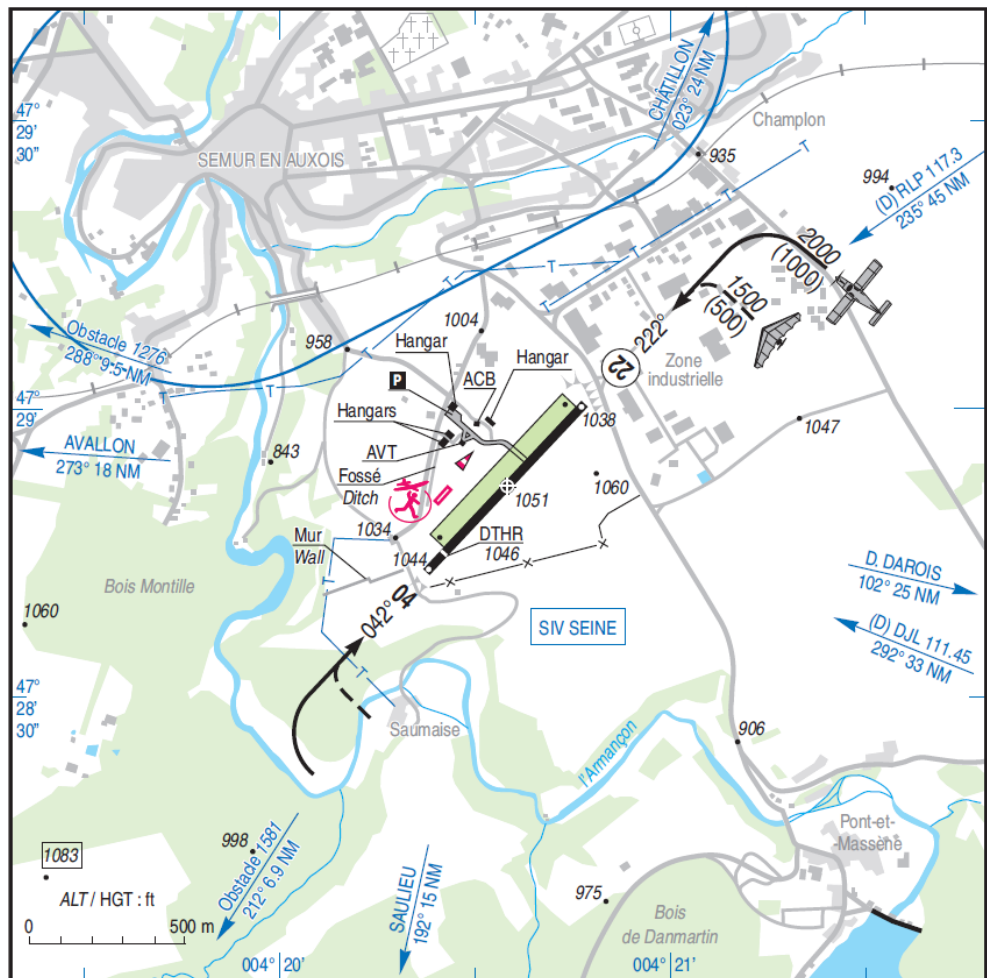 47°
29'
30"
SEMUR EN AUXOIS
CHÂTILLON
023° 24 NM
Champlon
935
994
(D) RLP 117.3
235° 45 NM
2000
(1000)
1500
(500)
222°
22
Zone
industrielle
Obstacle 1276
288° 9.5 NM
958
1004
Hangar
ACB
Hangar
P
Hangars
AVT
Fossé
Ditch
1038
1047
47°
29'
AVALLON
273° 18 NM
843
1051
1060
1034
DTHR
1046
1044
Mur
Wall
Bois Montille
1060
042°
04
SIV SEINE
D. DAROIS
102° 25 NM
(D) DJL 111.45
292° 33 NM
47°
28'
30"
Saumaise
l'Armançon
906
Pont-et-
-Massène
998
1083
ALT / HGT : ft
0 500 m
Obstacle 1581
212° 6.9 NM
SAULIEU
192° 15 NM
975
Bois
de Danmartin
004° 20'
004° 21'
T
T
T
T
T
T
T
T
T